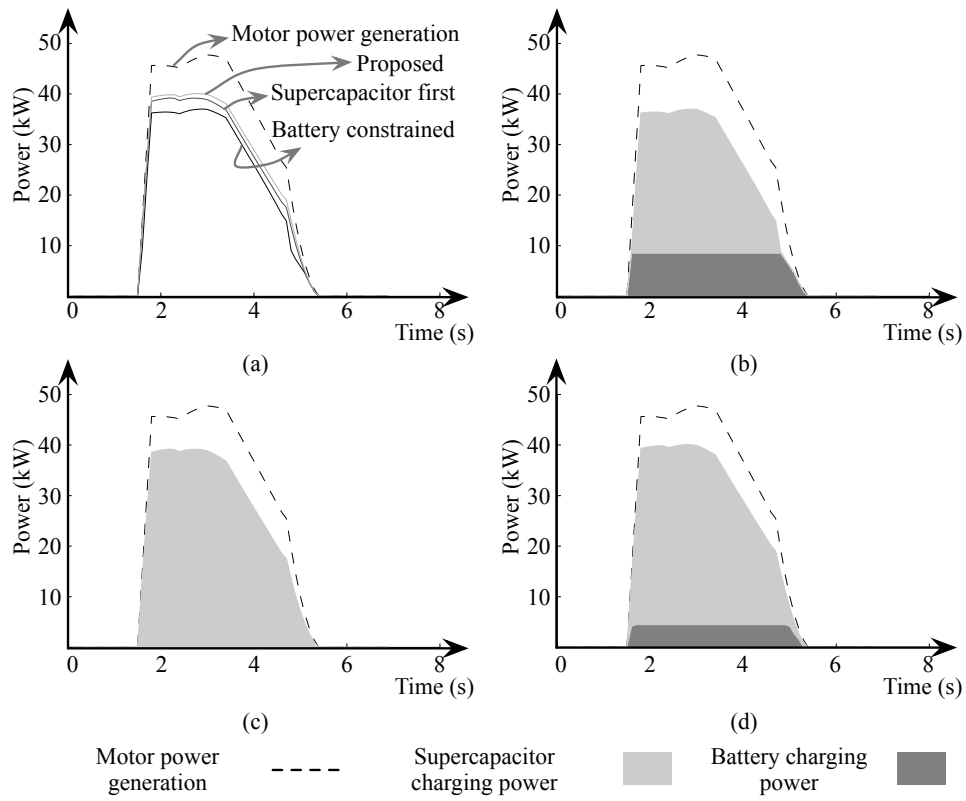 50
40
30
20
10
Power (kW)
Motor power generation
Proposed
Supercapacitor first
Battery constrained
0
2
4
6
8
Time (s)
(a)
50
40
30
20
10
Power (kW)
0
2
4
6
8
Time (s)
(b)
50
40
30
20
10
Power (kW)
0
2
4
6
8
Time (s)
(c)
50
40
30
20
10
Power (kW)
0
2
4
6
8
Time (s)
(d)
Motor power
generation
Supercapacitor
charging power
Battery charging
power